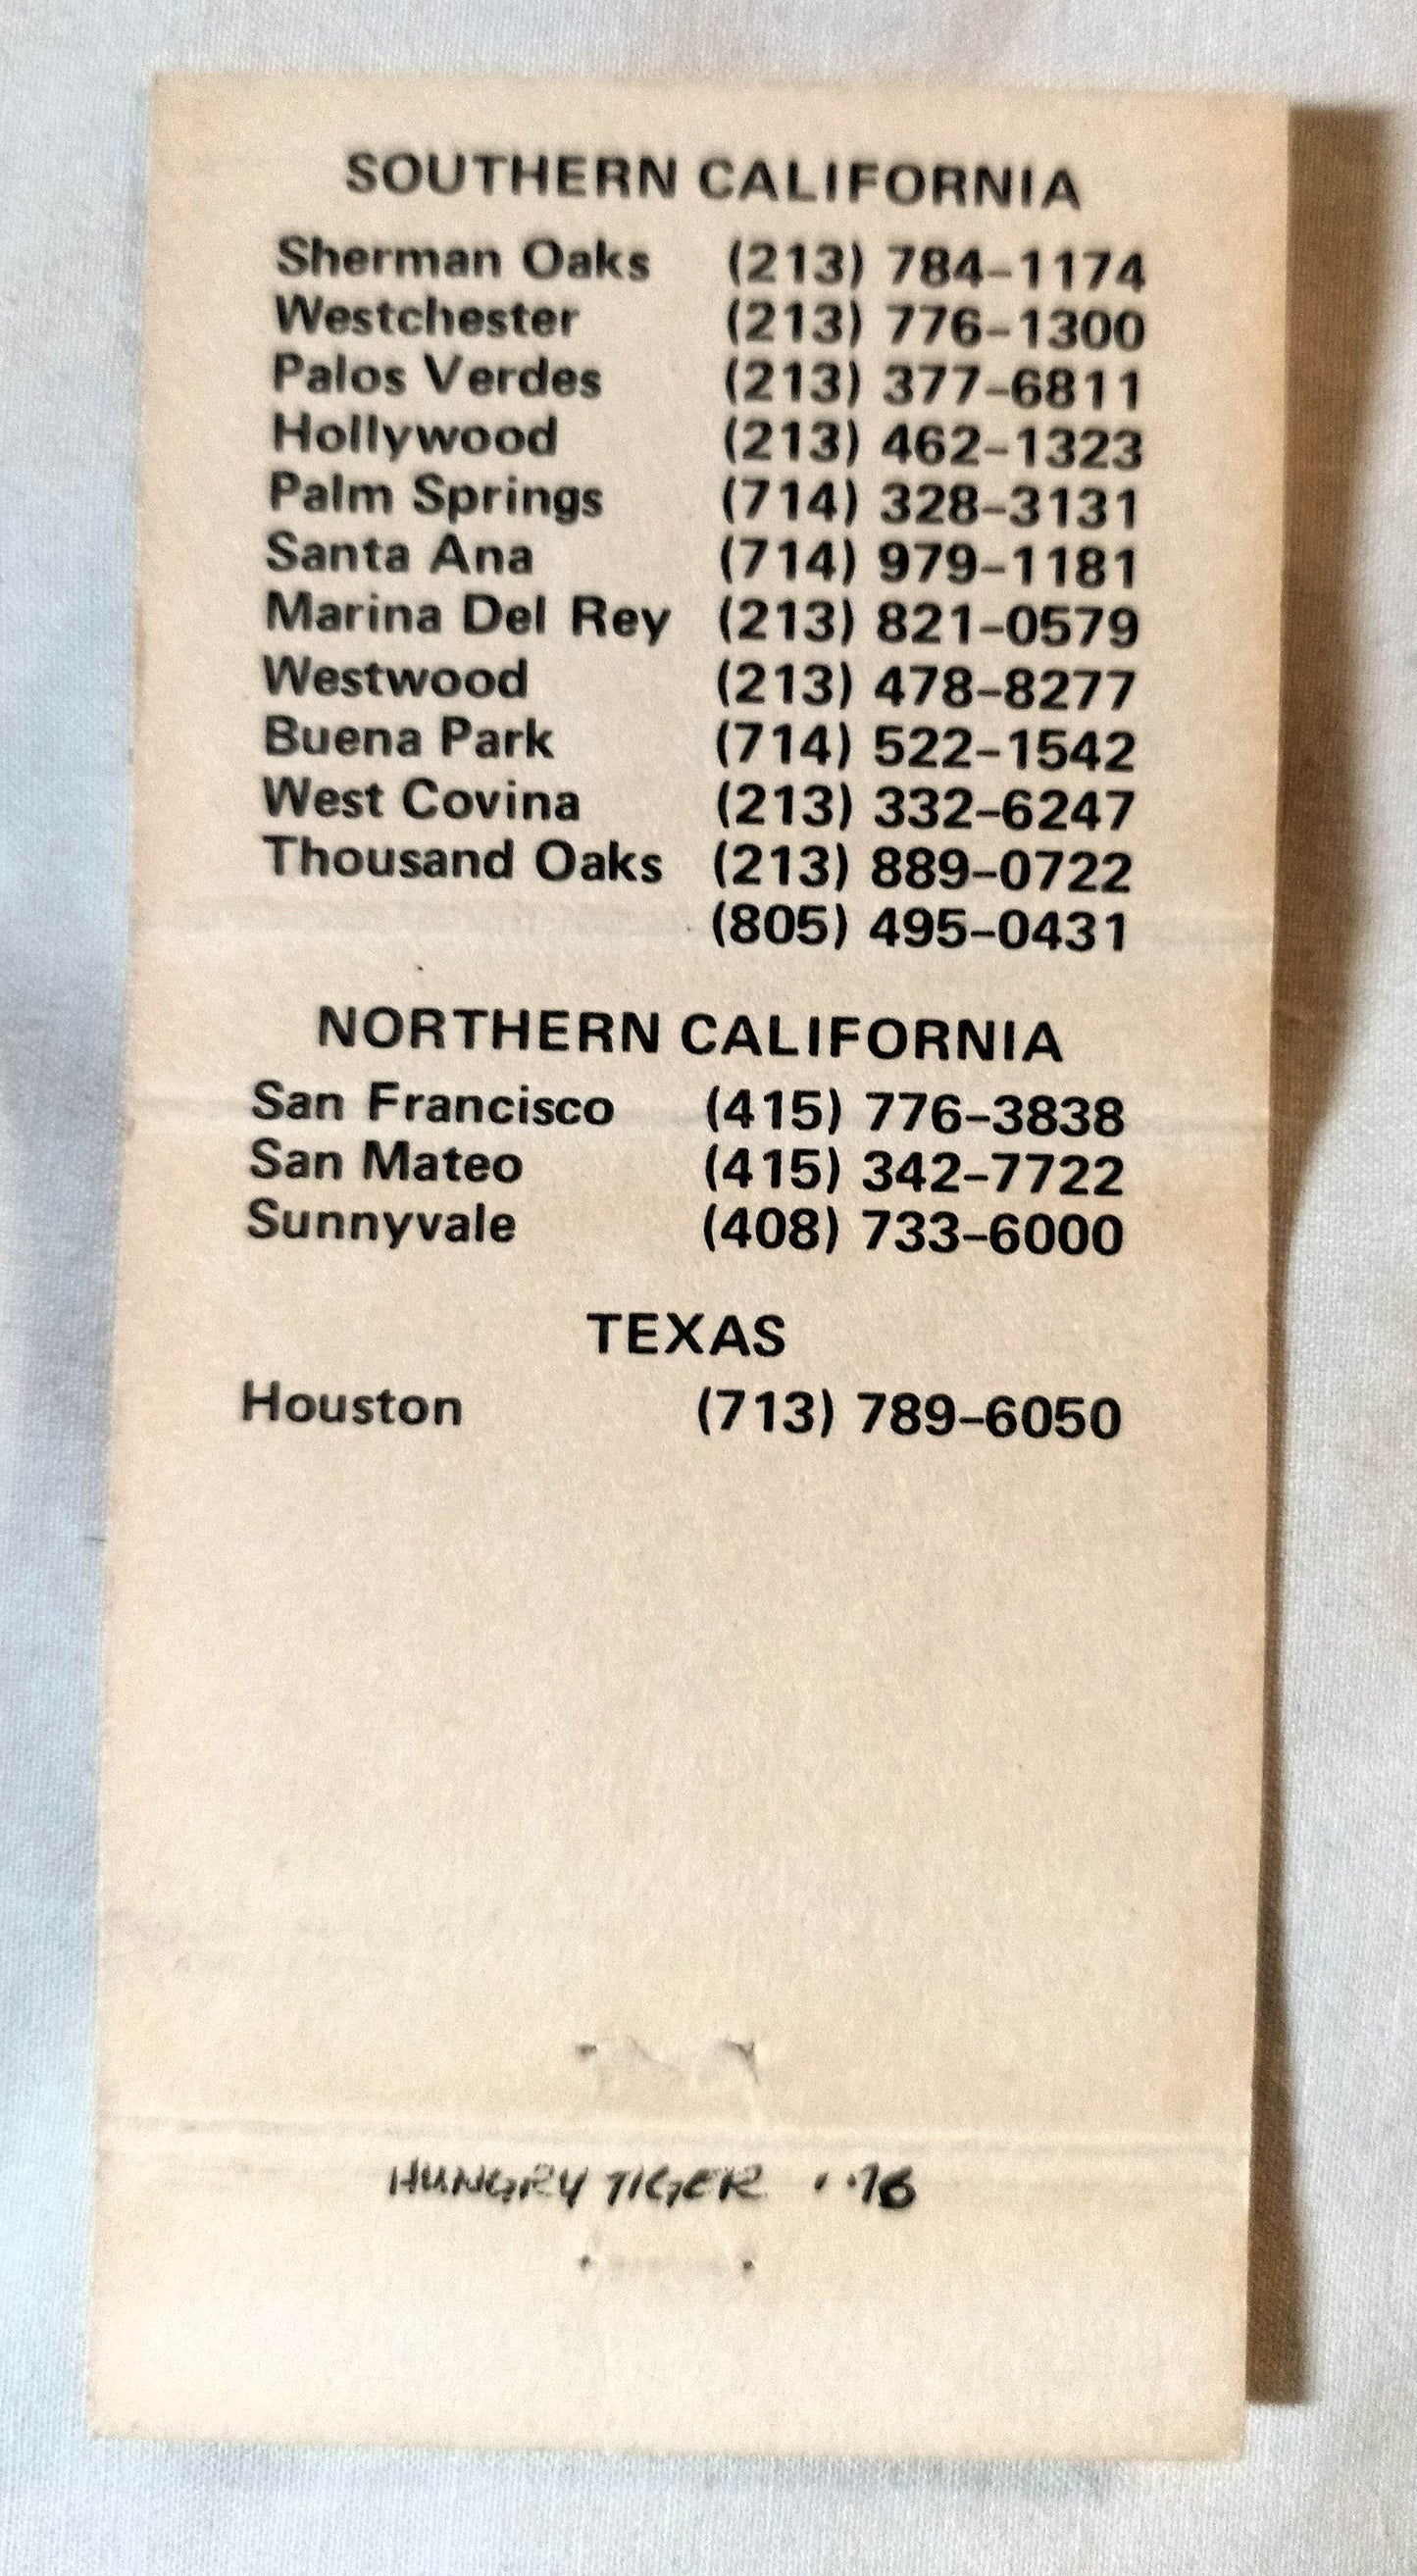 SOUTHERN CALIFORNIA
Sherman Oaks (213) 784-1174
Westchester (213) 776-1300
Palos Verdes (213) 377-6811
Hollywood (213) 462-1323
Palm Springs (714) 328-3131
Santa Ana (714) 979-1181
Marina Del Rey (213) 821-0579
Westwood (213) 478-8277
Buena Park (714) 522-1542
West Covina (213) 332-6247
Thousand Oaks (213) 889-0722
(805) 495-0431
NORTHERN CALIFORNIA
San Francisco (415) 776-3838
San Mateo (415) 342-7722
Sunnyvale (408) 733-6000
TEXAS
Houston (713) 789-6050
HUNGRY TIGER